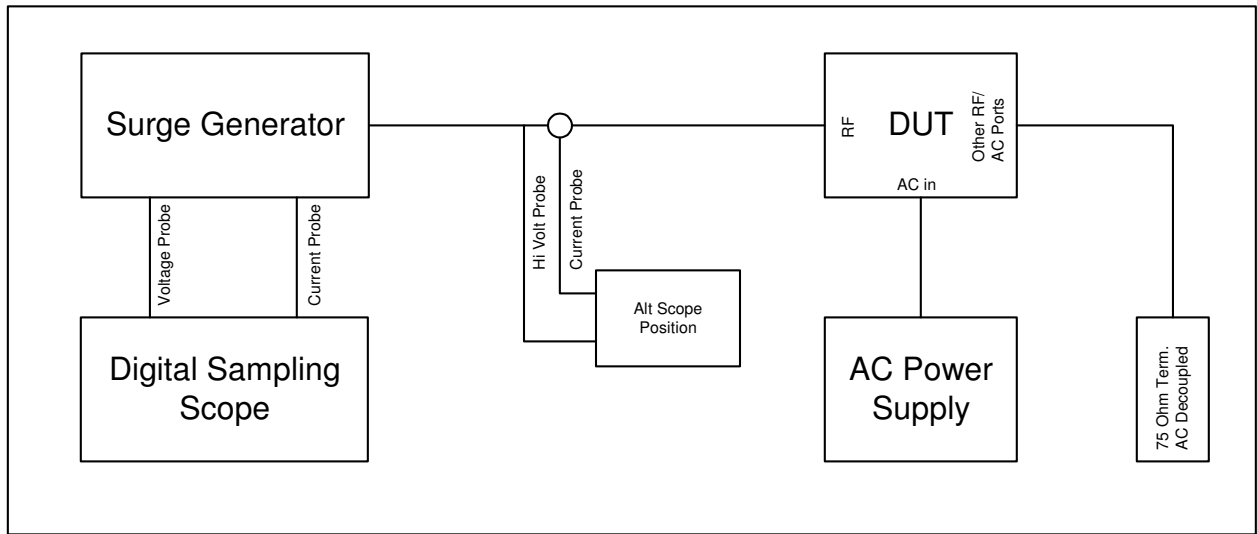 Surge Generator
Voltage Probe
Current Probe
Digital Sampling
Scope
Hi Volt Probe
Current Probe
Alt Scope
Position
RF
DUT
Other RF/
AC Ports
AC in
AC Power
Supply
75 Ohm Term.
AC Decoupled